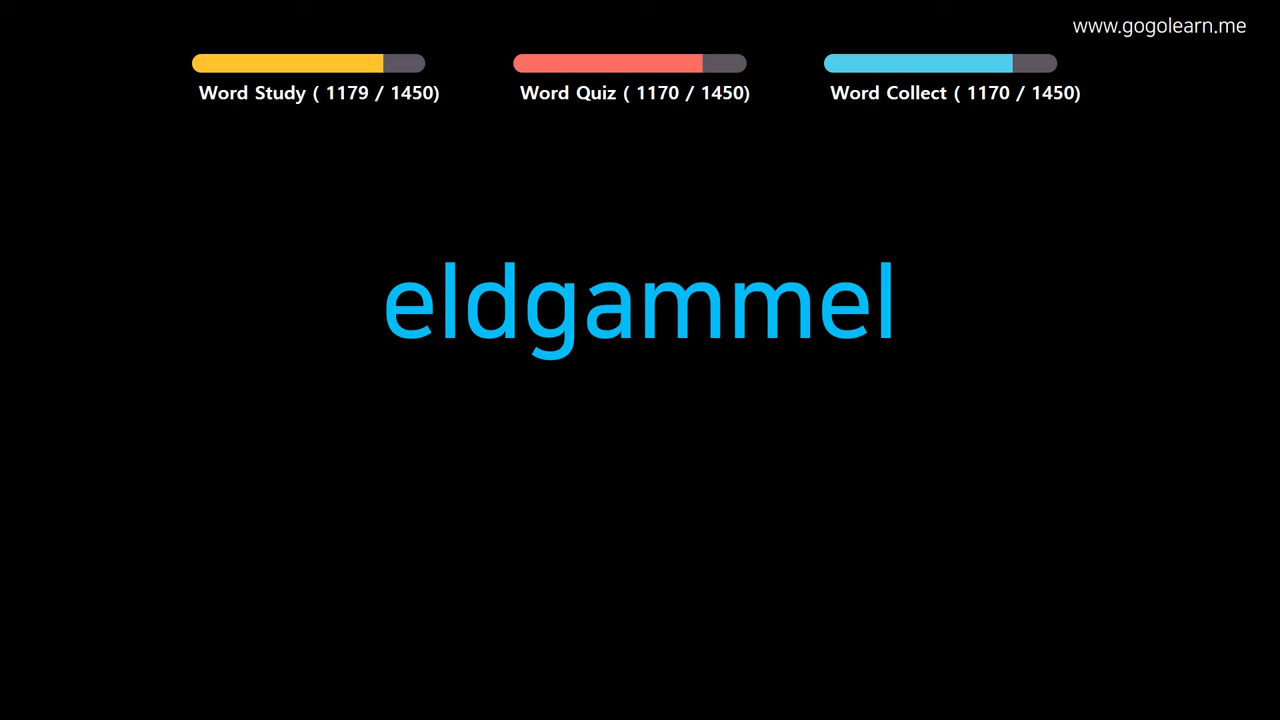 www.gogolearn.me
Word Study ( 1179 / 1450)
Word Quiz ( 1170 / 1450)
Word Collect ( 1170 / 1450)
eldgammel